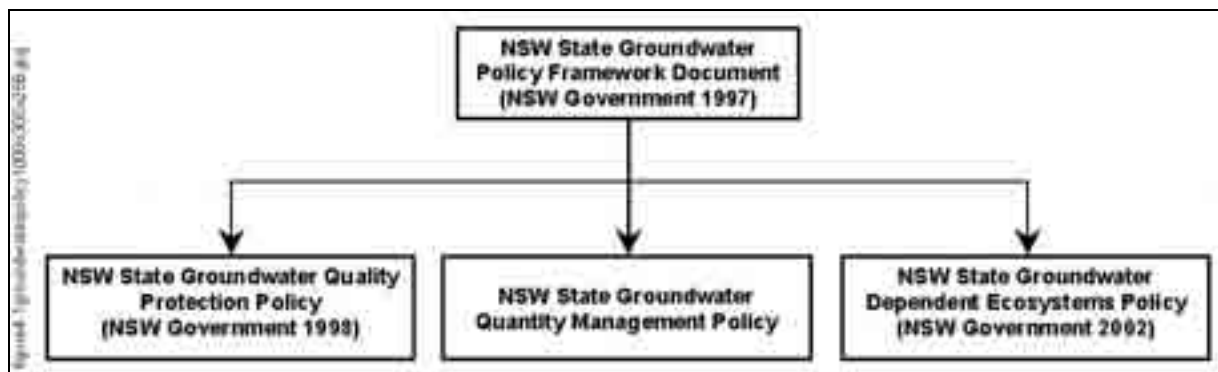 NSW State Groundwater
Policy Framework Document
(NSW Government 1997)
NSW State Groundwater Quality
Protection Policy
(NSW Government 1998)
NSW State Groundwater
Quantity Management Policy
NSW State Groundwater
Dependent Ecosystems Policy
(NSW Government 2002)